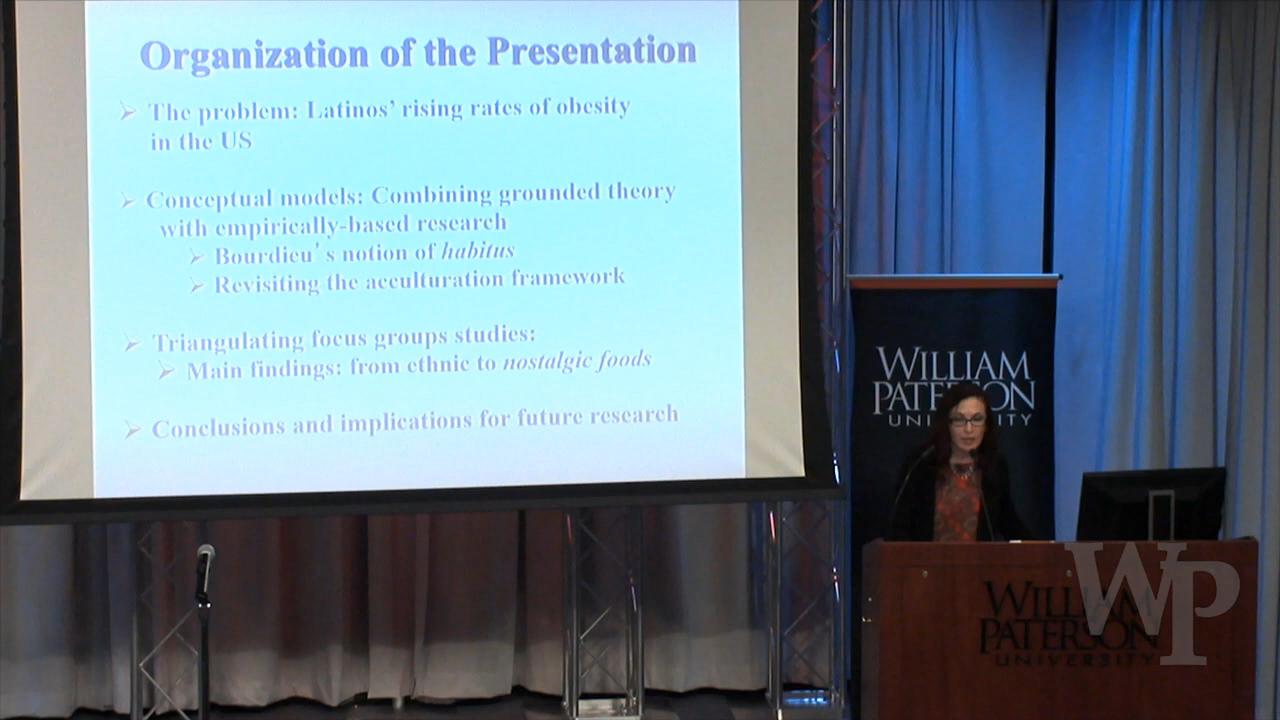 Organization of the Presentation
➢ The problem: Latinos’ rising rates of obesity
in the US
➢ Conceptual models: Combining grounded theory
with empirically-based research
➢ Bourdieu’s notion of habitus
➢ Revisiting the acculturation framework
➢ Triangulating focus groups studies:
➢ Main findings: from ethnic to nostalgic foods
➢ Conclusions and implications for future research
WILLIAM
PATERSON
UNIVERSITY
WILLIAM
PATERSON
UNIVERSITY
WP